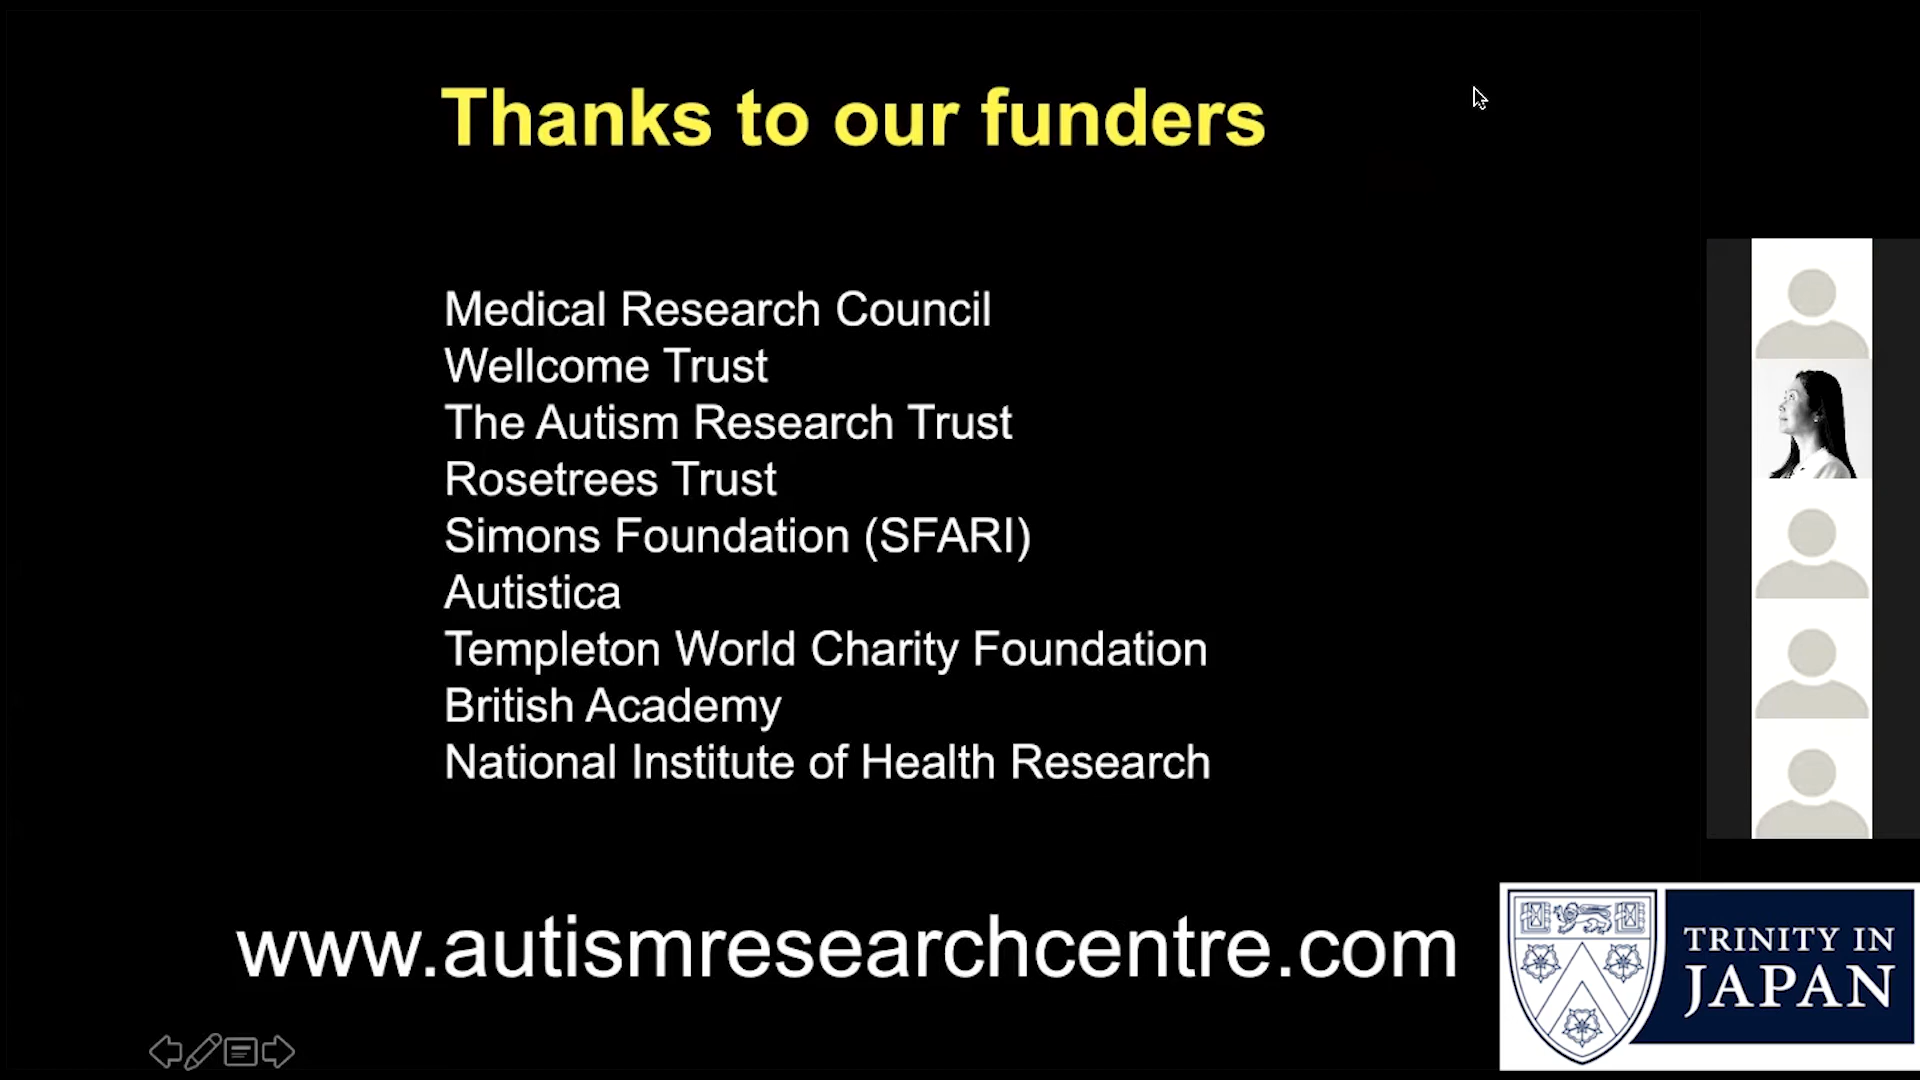 Thanks to our funders
Medical Research Council
Wellcome Trust
The Autism Research Trust
Rosetrees Trust
Simons Foundation (SFARI)
Autistica
Templeton World Charity Foundation
British Academy
National Institute of Health Research
www.autismresearchcentre.com
TRINITY IN
JAPAN